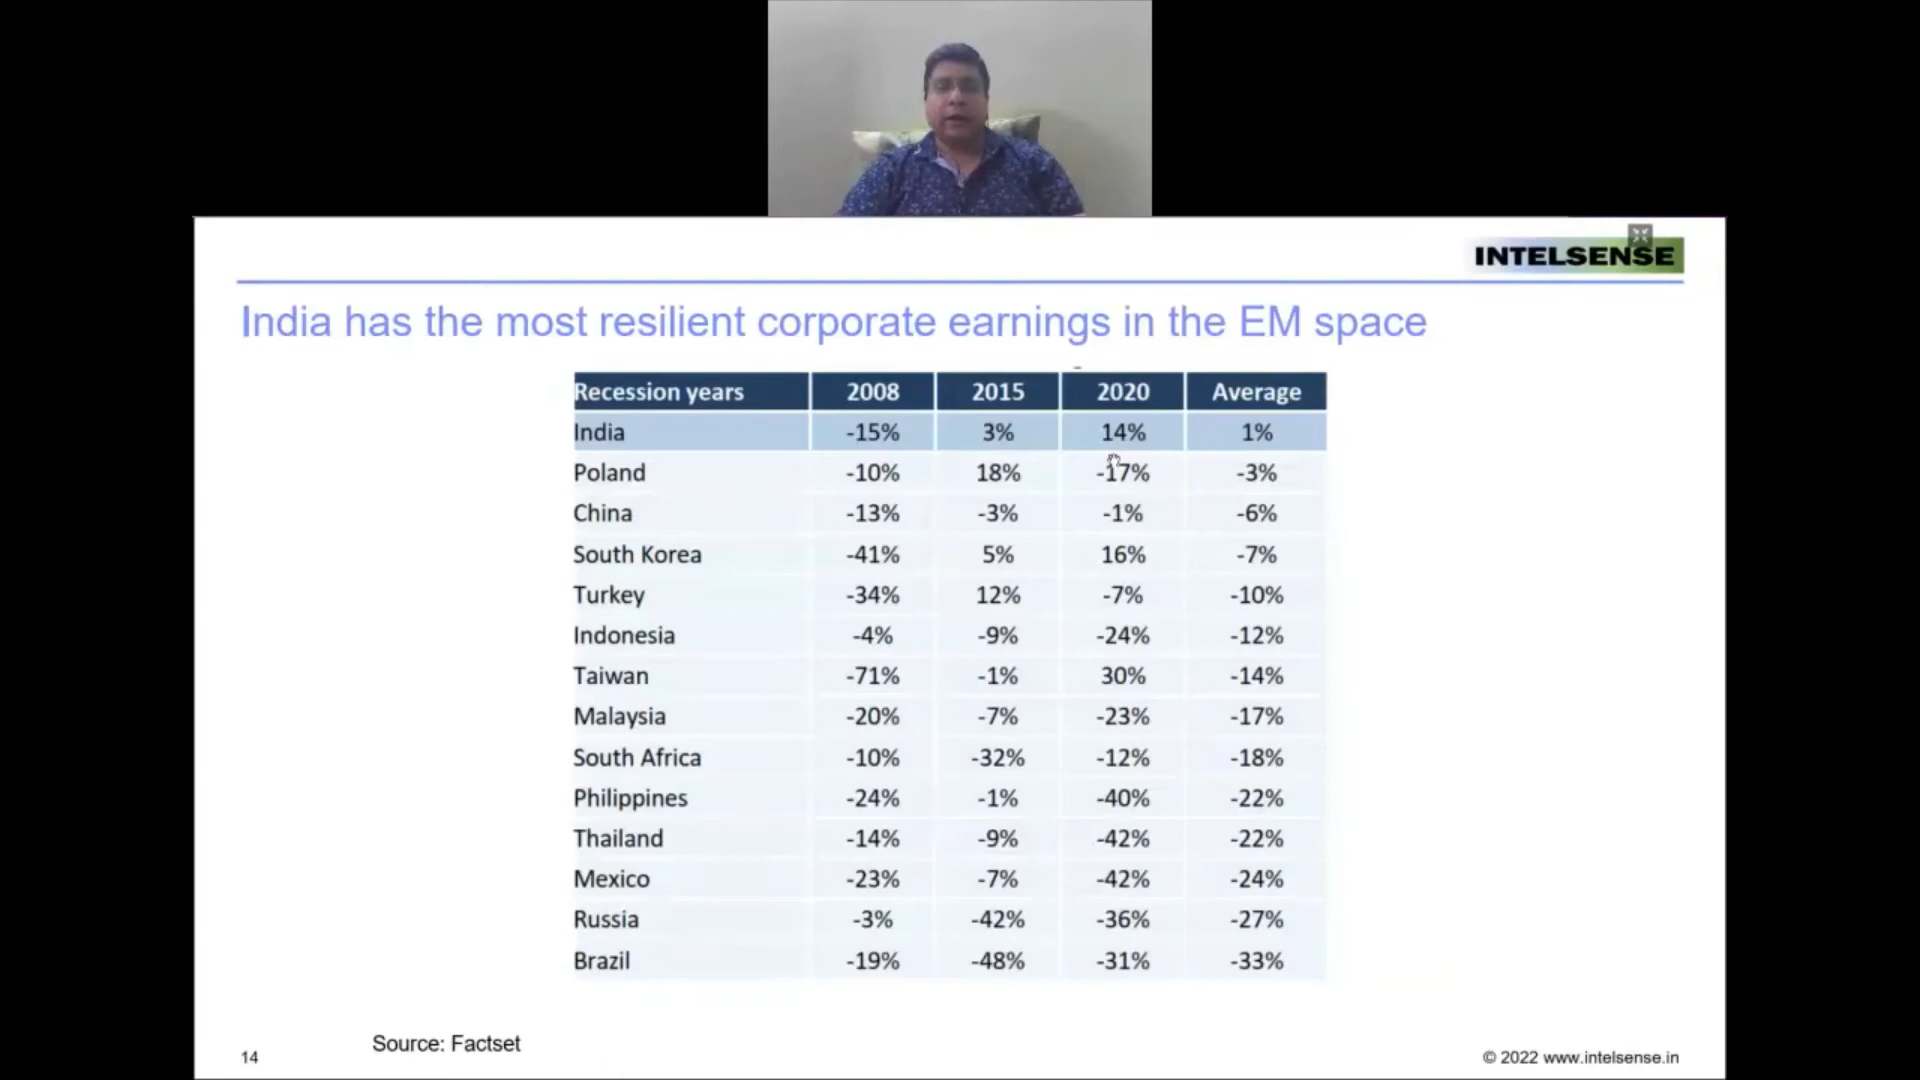 INTELSENSE
India has the most resilient corporate earnings in the EM space
Recession years 2008 2015 2020 Average
India -15% 3% 14% 1%
Poland -10% 18% -17% -3%
China -13% -3% -1% -6%
South Korea -41% 5% 16% -7%
Turkey -34% 12% -7% -10%
Indonesia -4% -9% -24% -12%
Taiwan -71% -1% 30% -14%
Malaysia -20% -7% -23% -17%
South Africa -10% -32% -12% -18%
Philippines -24% -1% -40% -22%
Thailand -14% -9% -42% -22%
Mexico -23% -7% -42% -24%
Russia -3% -42% -36% -27%
Brazil -19% -48% -31% -33%
Source: Factset
14
© 2022 www.intelsense.in